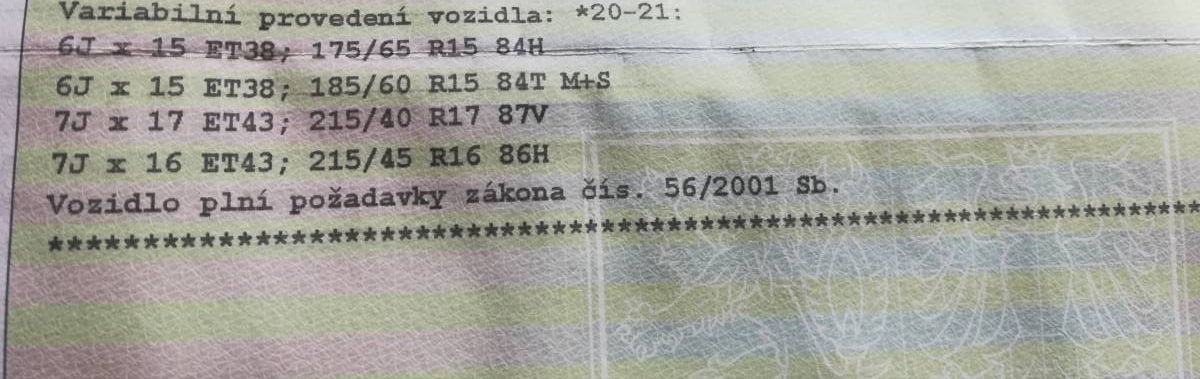 Variabilní provedení vozidla: *20-21:
6J x 15 ET38; 175/65 R15 84H
6J x 15 ET38; 185/60 R15 84T M+S
7J x 17 ET43; 215/40 R17 87V
7J x 16 ET43; 215/45 R16 86H
Vozidlo plní požadavky zákona čís. 56/2001 Sb.
****************************************************************************************